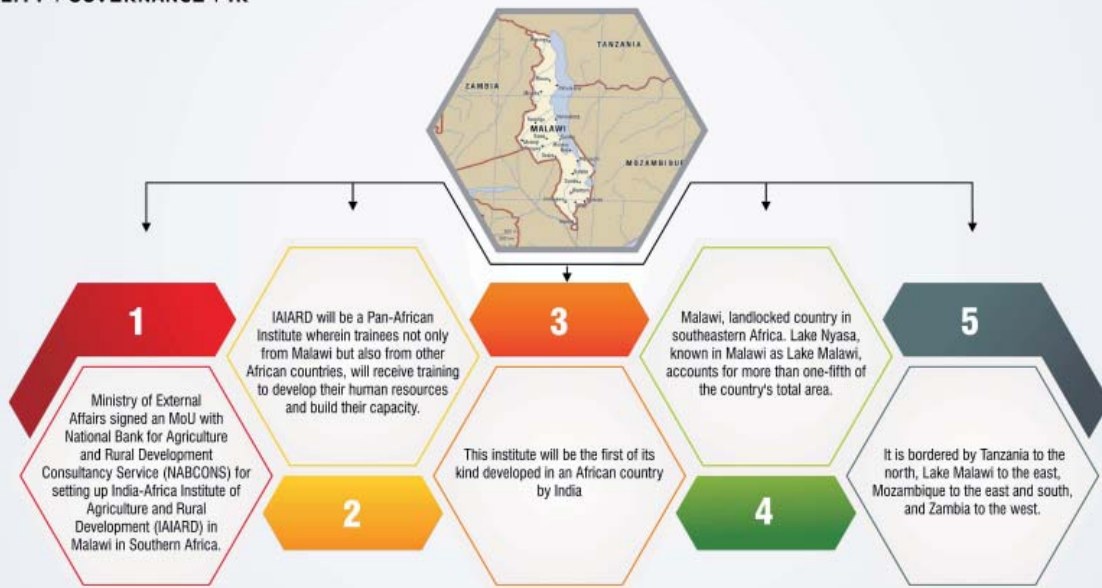 TANZANIA
ZAMBIA
MALAWI
MOZAMBIQUE
1
Ministry of External
Affairs signed an MoU with
National Bank for Agriculture
and Rural Development
Consultancy Service (NABCONS) for
setting up India-Africa Institute of
Agriculture and Rural
Development (IAIARD) in
Malawi in Southern Africa.
IAIARD will be a Pan-African
Institute wherein trainees not only
from Malawi but also from other
African countries, will receive training
to develop their human resources
and build their capacity.
2
3
This institute will be the first of its
kind developed in an African country
by India
Malawi, landlocked country in
southeastern Africa. Lake Nyasa,
known in Malawi as Lake Malawi,
accounts for more than one-fifth of
the country's total area.
4
5
It is bordered by Tanzania to the
north, Lake Malawi to the east,
Mozambique to the east and south,
and Zambia to the west.